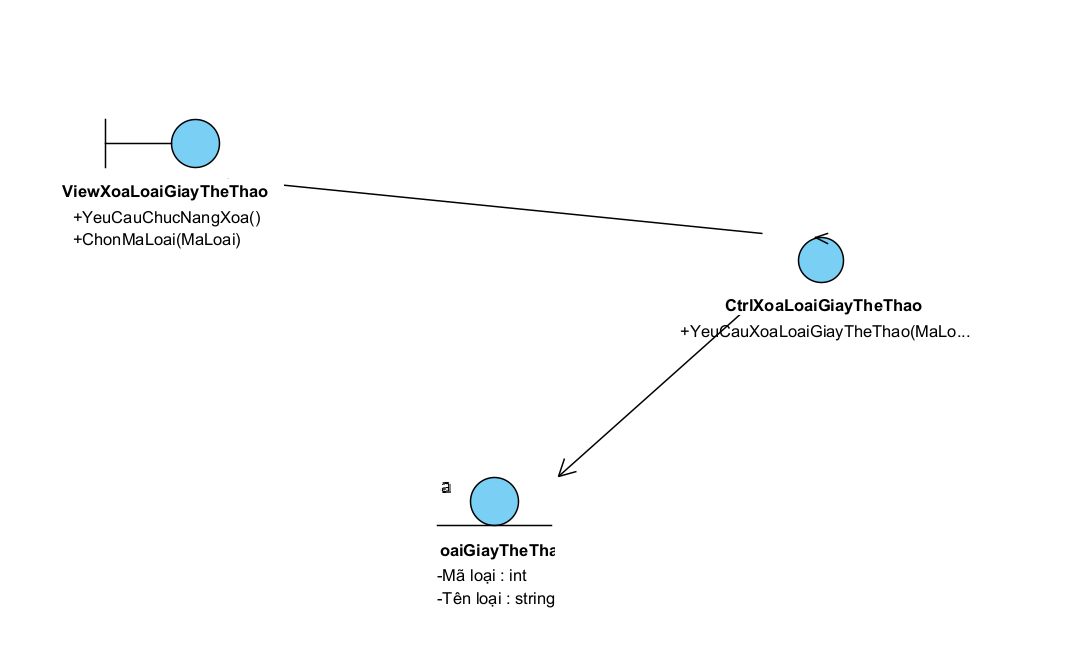 ViewXoaLoaiGiayTheThao
+YeuCauChucNangXoa()
+ChonMaLoai(MaLoai)
CtrlXoaLoaiGiayTheThao
+YeuCauXoaLoaiGiayTheThao(MaLo...
a
oaiGiayTheTha
-Mã loại : int
-Tên loại : string